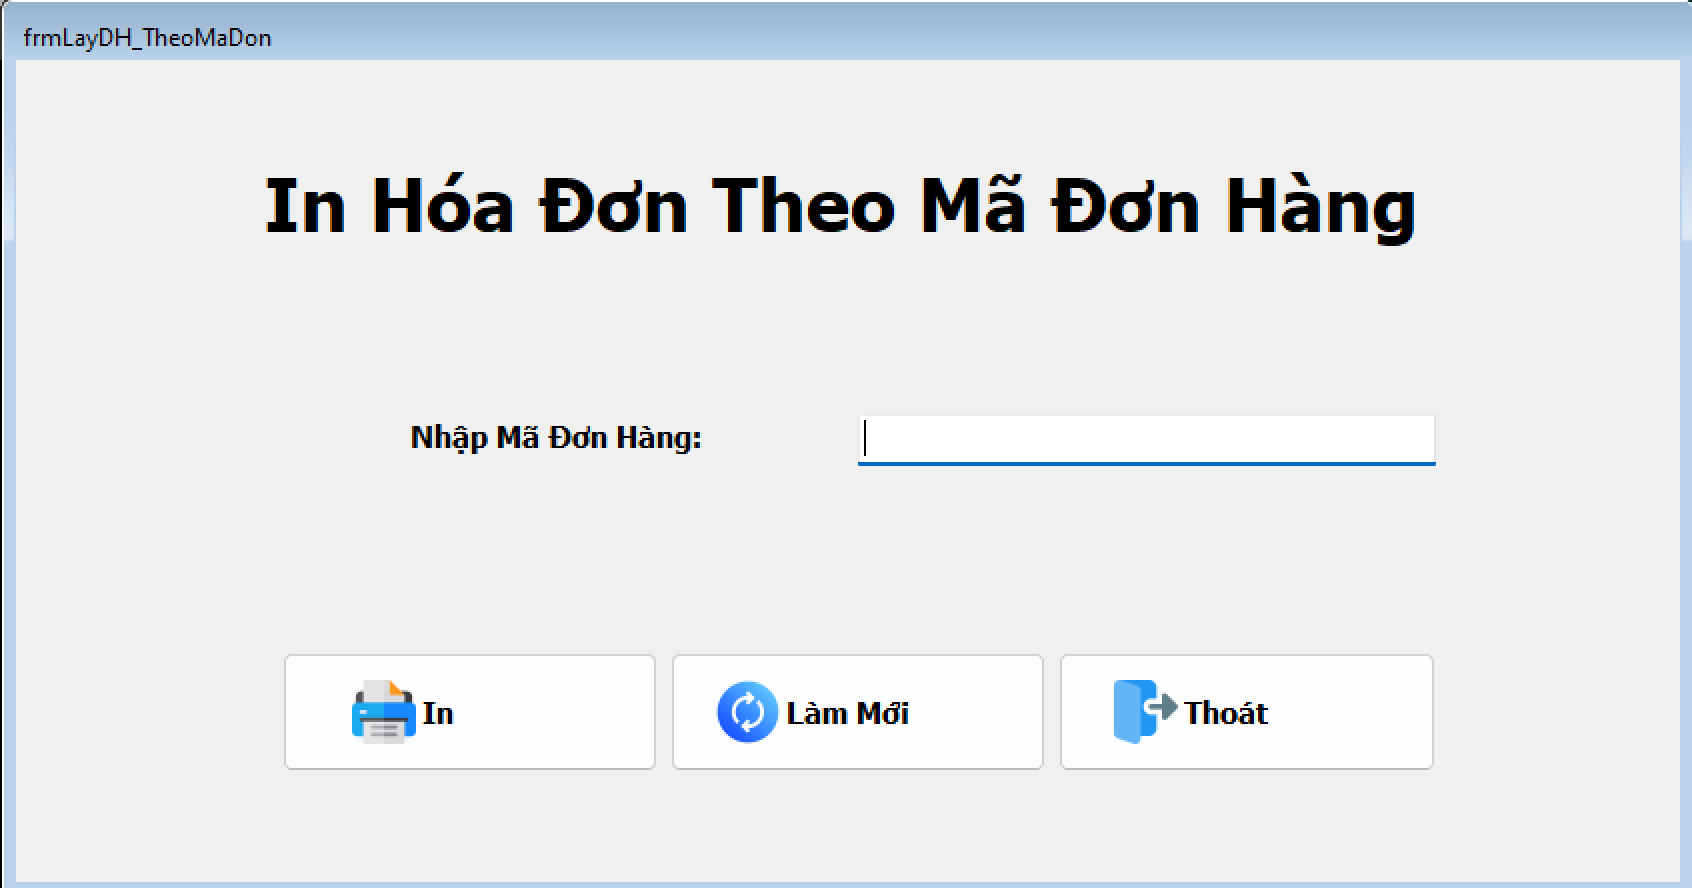 frmLayDH_TheoMaDon
In Hóa Đơn Theo Mã Đơn Hàng
Nhập Mã Đơn Hàng:
In
Làm Mới
Thoát